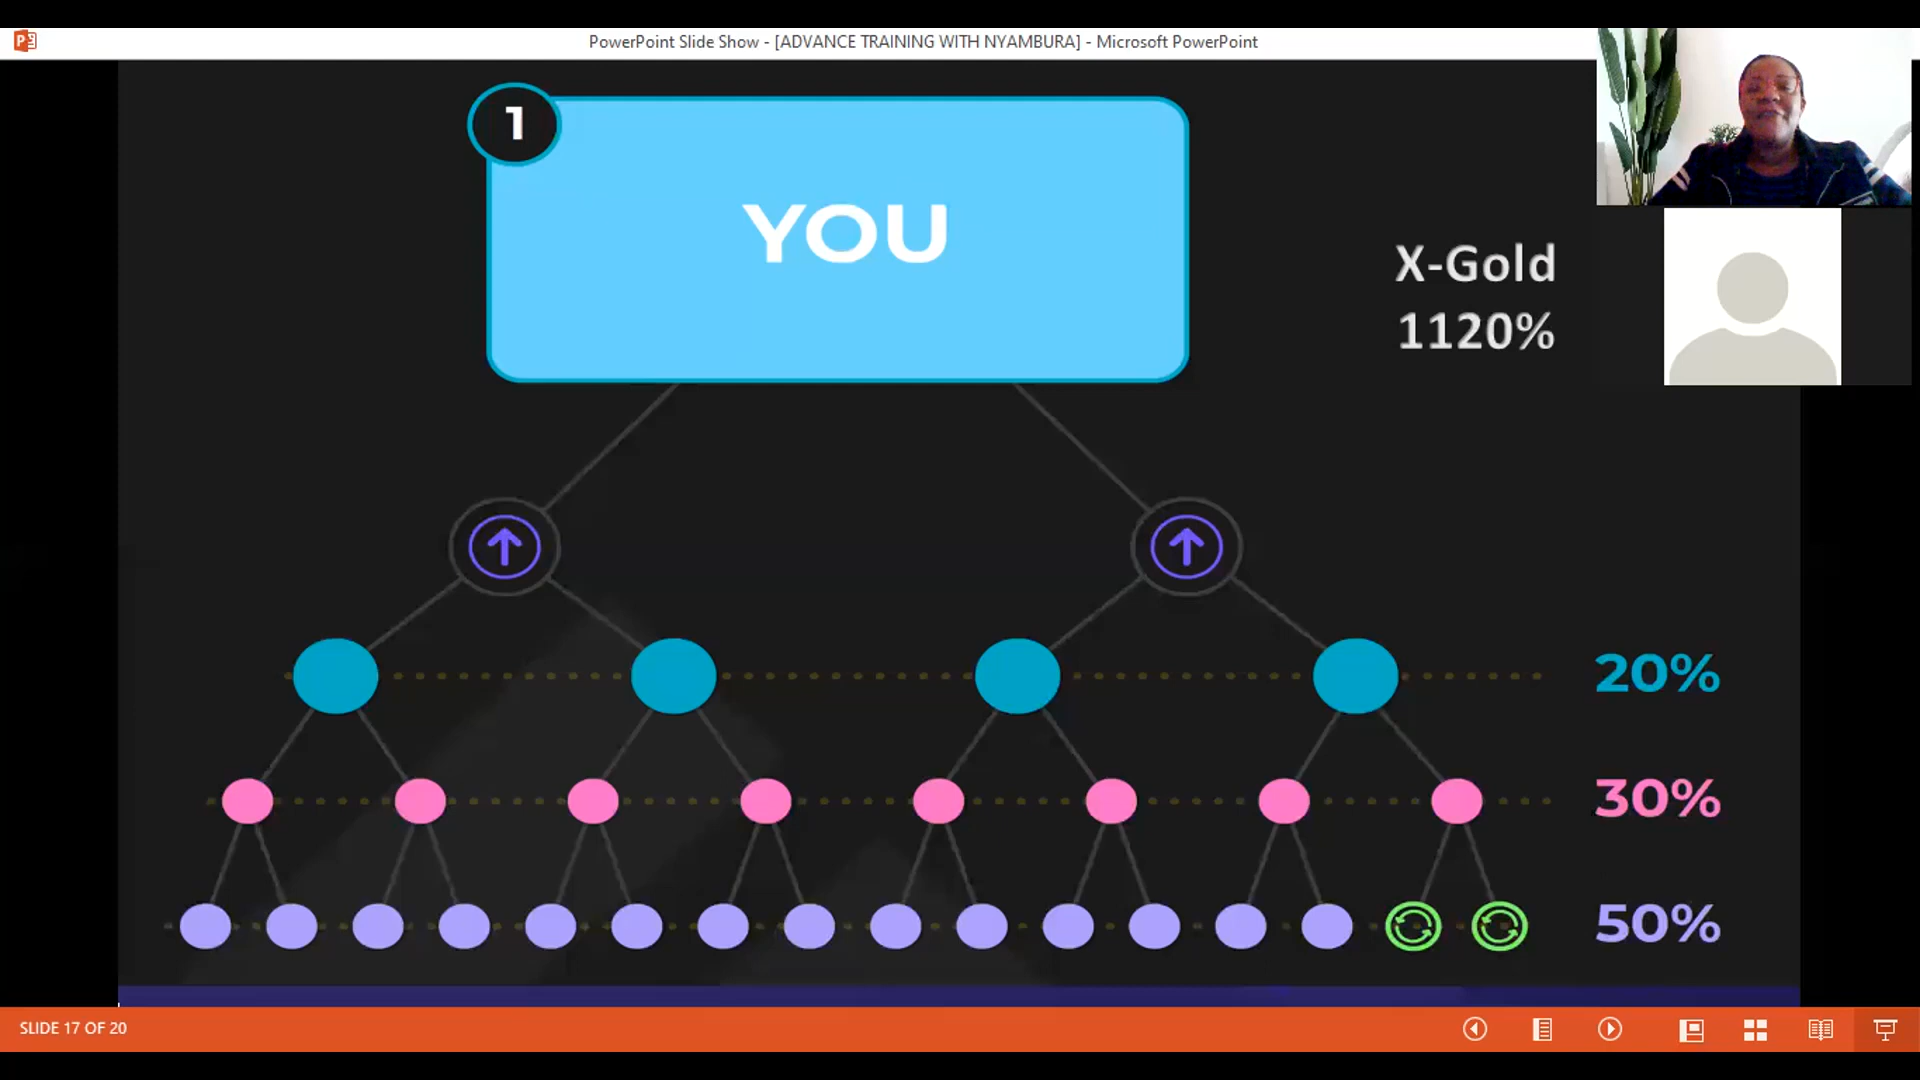 PowerPoint Slide Show - [ADVANCE TRAINING WITH NYAMBURA] - Microsoft PowerPoint
1
YOU
X-Gold
1120%
20%
30%
50%
SLIDE 17 OF 20